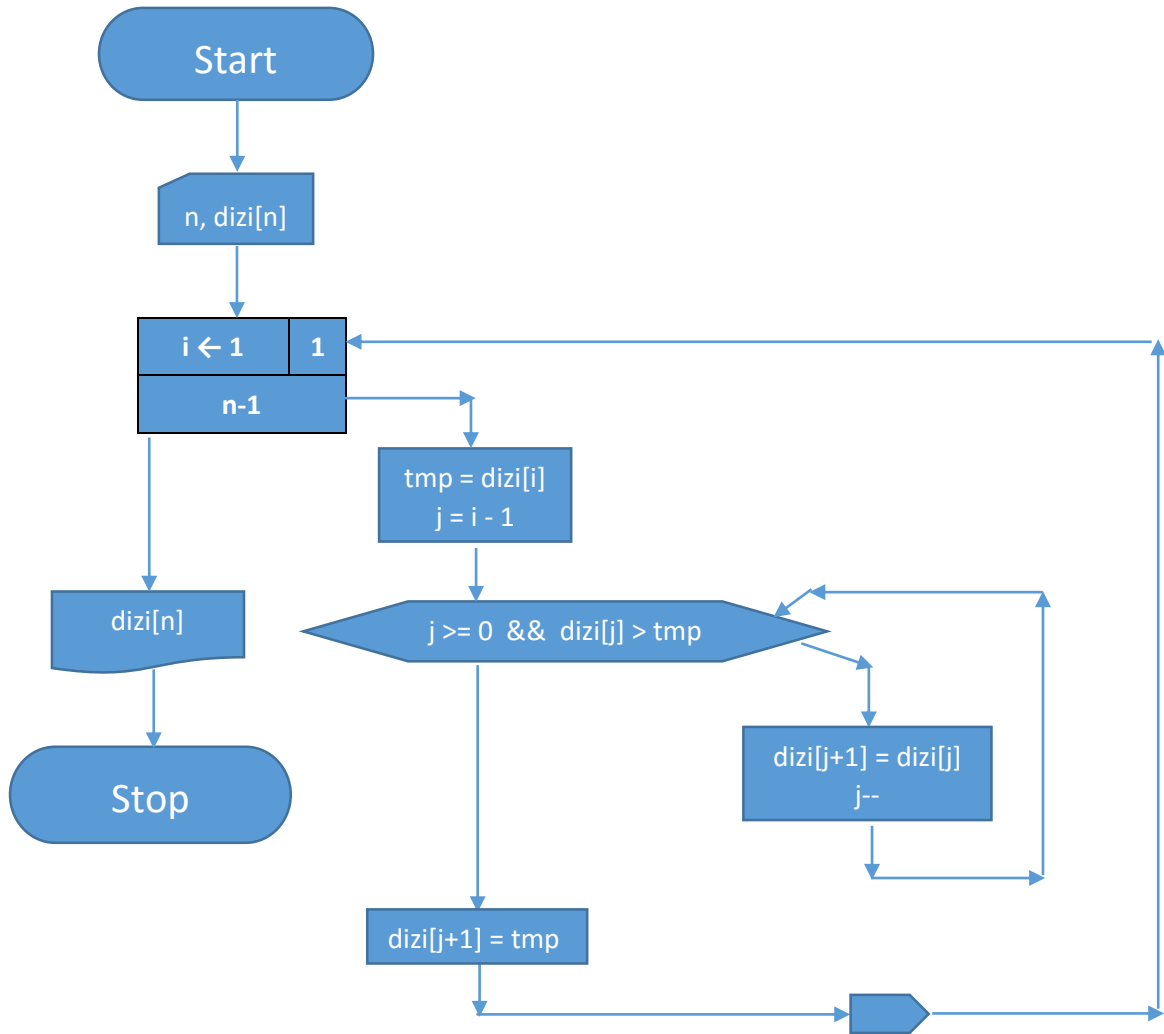 Start
n, dizi[n]
i ← 1
1
n-1
tmp = dizi[i]
j = i - 1
dizi[n]
j >= 0 && dizi[j] > tmp
dizi[j+1] = dizi[j]
j--
Stop
dizi[j+1] = tmp